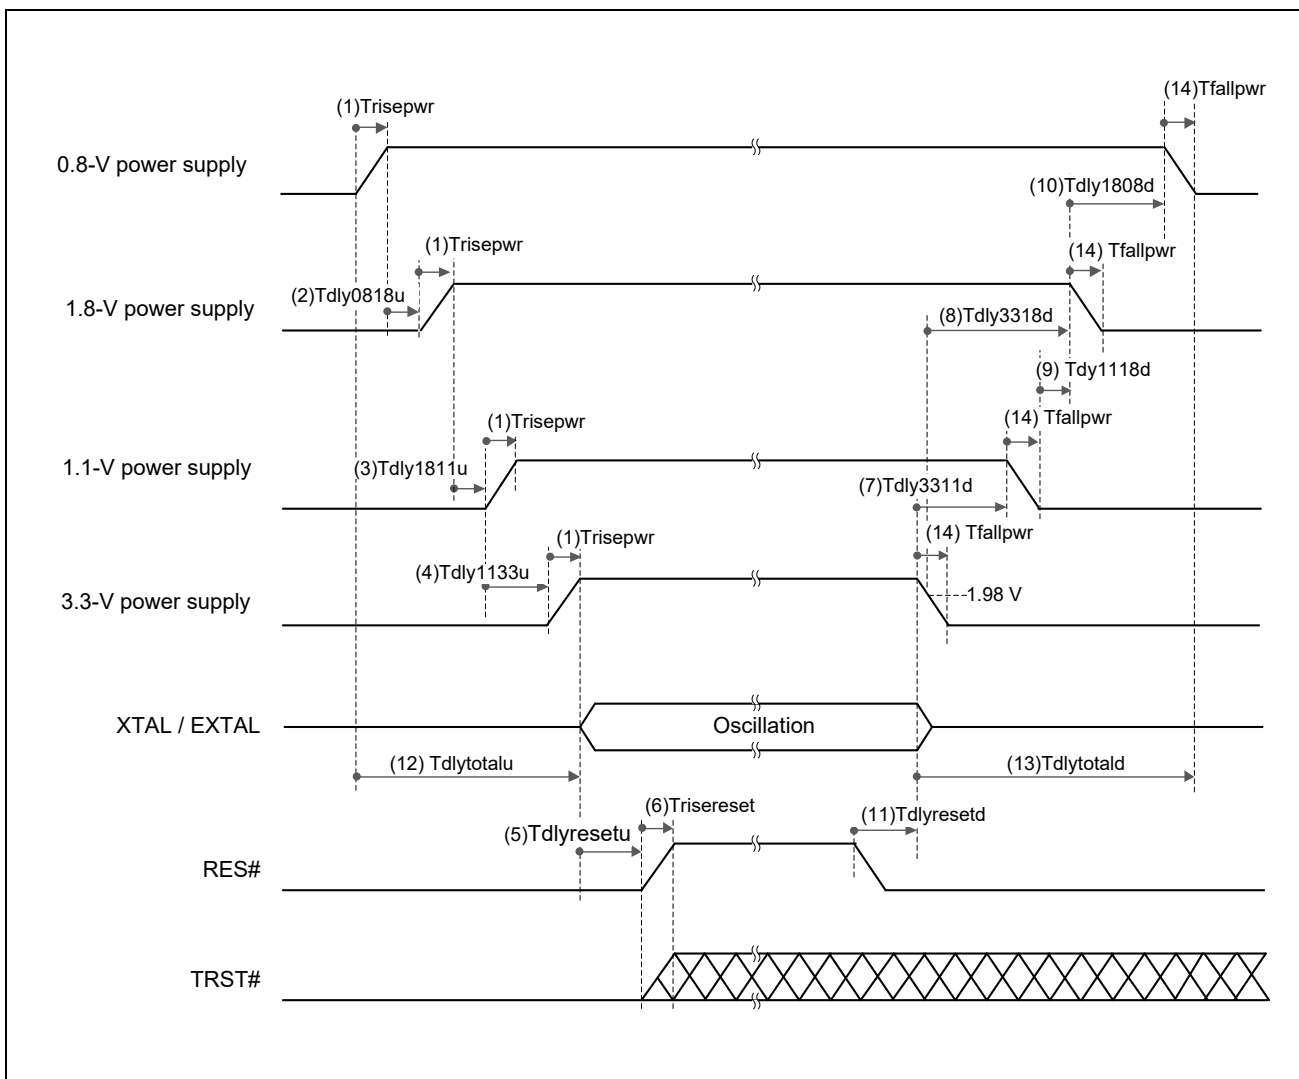 (14)Tfallpwr
(1)Trisepwr
0.8-V power supply
(10)Tdly1808d
(1)Trisepwr
(14) Tfallpwr
(2)Tdly0818u
1.8-V power supply
(8)Tdly3318d
(9) Tdy1118d
(1)Trisepwr
(14) Tfallpwr
1.1-V power supply
(3)Tdly1811u
(7)Tdly3311d
(1)Trisepwr
(14) Tfallpwr
(4)Tdly1133u
3.3-V power supply
1.98 V
XTAL / EXTAL
Oscillation
(12) Tdlytotalu
(13)Tdlytotald
(6)Trisereset
(11)Tdlyresetd
(5)Tdlyresetu
RES#
TRST#